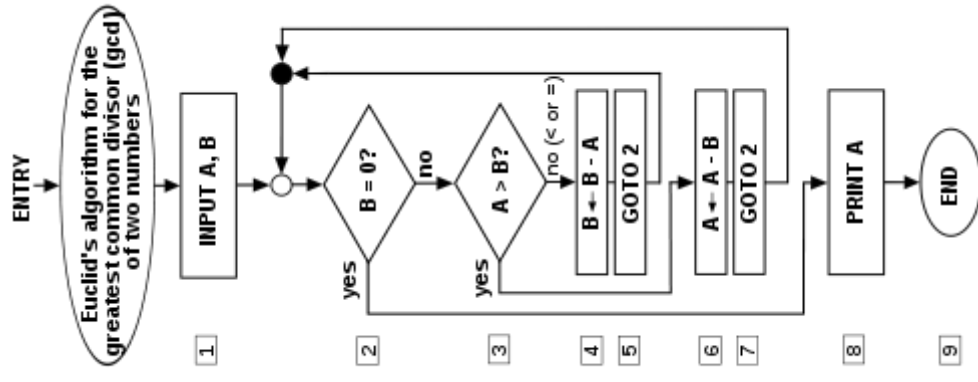 ENTRY
Euclid's algorithm for the
greatest common divisor (gcd)
of two numbers
1
INPUT A, B
2
B = 0?
yes
no
3
A > B?
yes
no (< or =)
4
B ← B - A
5
GOTO 2
6
A ← A - B
7
GOTO 2
8
PRINT A
9
END